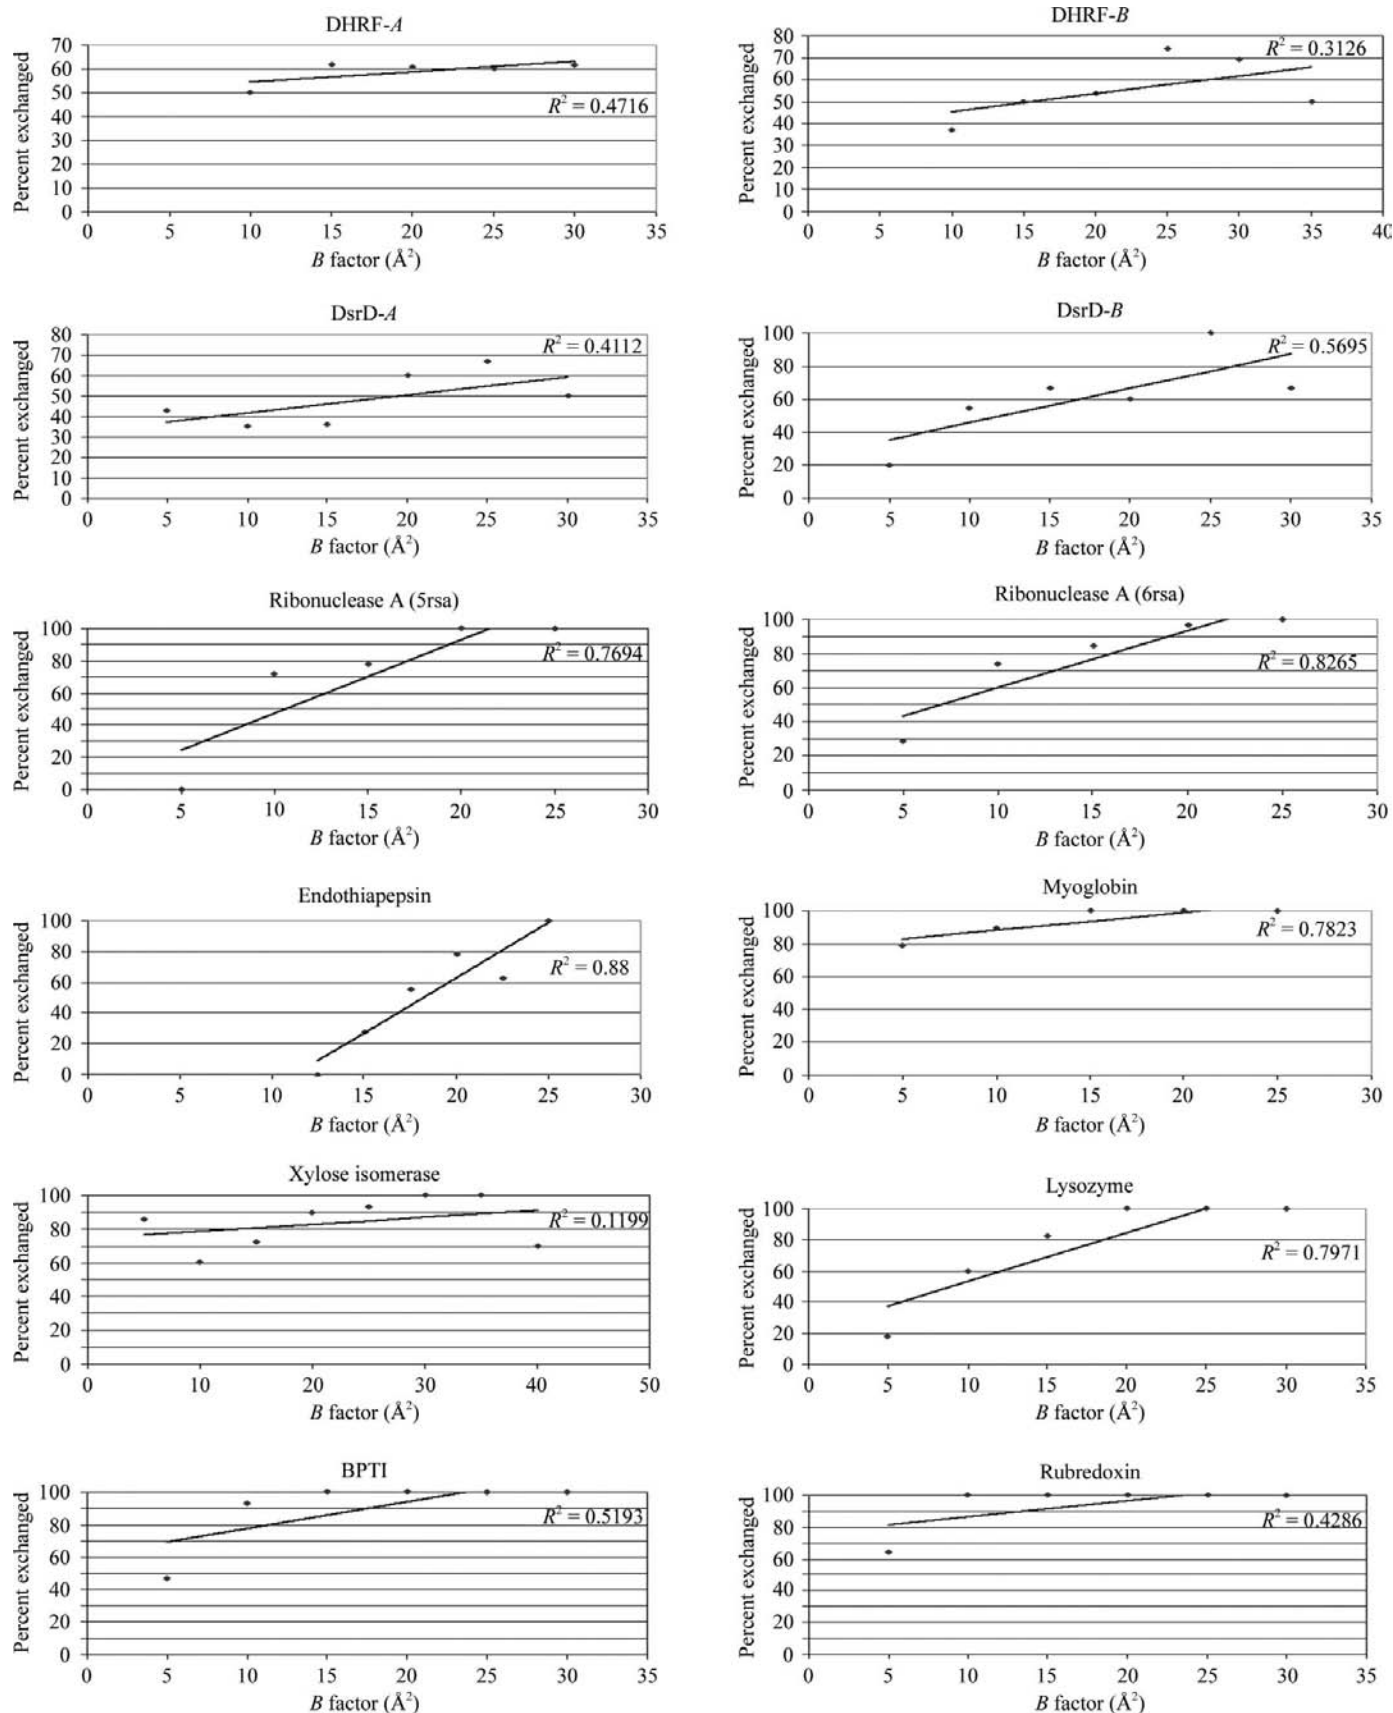 DHRF-A
70
60
50
40
30
20
10
0
R² = 0.4716
0 5 10 15 20 25 30 35
B factor (Å²)
Percent exchanged
DHRF-B
80
70
60
50
40
30
20
10
0
R² = 0.3126
0 5 10 15 20 25 30 35 40
B factor (Å²)
Percent exchanged
DsrD-A
80
70
60
50
40
30
20
10
0
R² = 0.4112
0 5 10 15 20 25 30 35
B factor (Å²)
Percent exchanged
DsrD-B
100
80
60
40
20
0
R² = 0.5695
0 5 10 15 20 25 30 35
B factor (Å²)
Percent exchanged
Ribonuclease A (5rsa)
100
80
60
40
20
0
R² = 0.7694
0 5 10 15 20 25 30
B factor (Å²)
Percent exchanged
Ribonuclease A (6rsa)
100
80
60
40
20
0
R² = 0.8265
0 5 10 15 20 25 30
B factor (Å²)
Percent exchanged
Endothiapepsin
100
80
60
40
20
0
R² = 0.88
0 5 10 15 20 25 30
B factor (Å²)
Percent exchanged
Myoglobin
100
80
60
40
20
0
R² = 0.7823
0 5 10 15 20 25 30
B factor (Å²)
Percent exchanged
Xylose isomerase
100
80
60
40
20
0
R² = 0.1199
0 10 20 30 40 50
B factor (Å²)
Percent exchanged
Lysozyme
100
80
60
40
20
0
R² = 0.7971
0 5 10 15 20 25 30 35
B factor (Å²)
Percent exchanged
BPTI
100
80
60
40
20
0
R² = 0.5193
0 5 10 15 20 25 30 35
B factor (Å²)
Percent exchanged
Rubredoxin
100
80
60
40
20
0
R² = 0.4286
0 5 10 15 20 25 30 35
B factor (Å²)
Percent exchanged